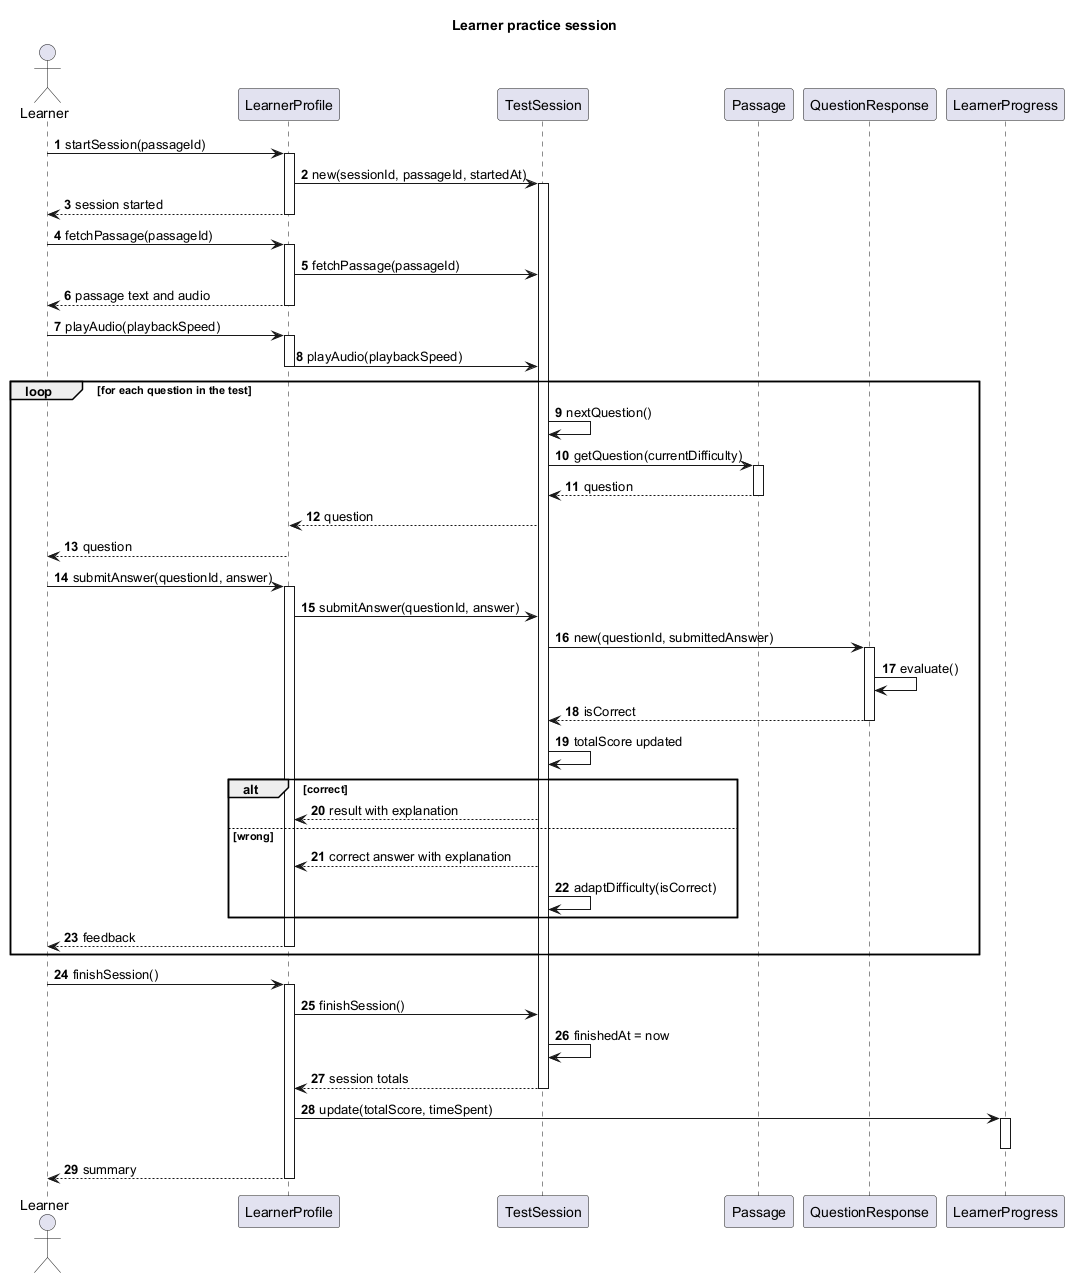 Learner practice session
Learner
LearnerProfile
TestSession
Passage
QuestionResponse
LearnerProgress
1 startSession(passageId)
2 new(sessionId, passageId, startedAt)
3 session started
4 fetchPassage(passageId)
5 fetchPassage(passageId)
6 passage text and audio
7 playAudio(playbackSpeed)
8 playAudio(playbackSpeed)
loop [for each question in the test]
9 nextQuestion()
10 getQuestion(currentDifficulty)
11 question
12 question
13 question
14 submitAnswer(questionId, answer)
15 submitAnswer(questionId, answer)
16 new(questionId, submittedAnswer)
17 evaluate()
18 isCorrect
19 totalScore updated
alt [correct]
20 result with explanation
[wrong]
21 correct answer with explanation
22 adaptDifficulty(isCorrect)
23 feedback
24 finishSession()
25 finishSession()
26 finishedAt = now
27 session totals
28 update(totalScore, timeSpent)
29 summary
Learner
LearnerProfile
TestSession
Passage
QuestionResponse
LearnerProgress